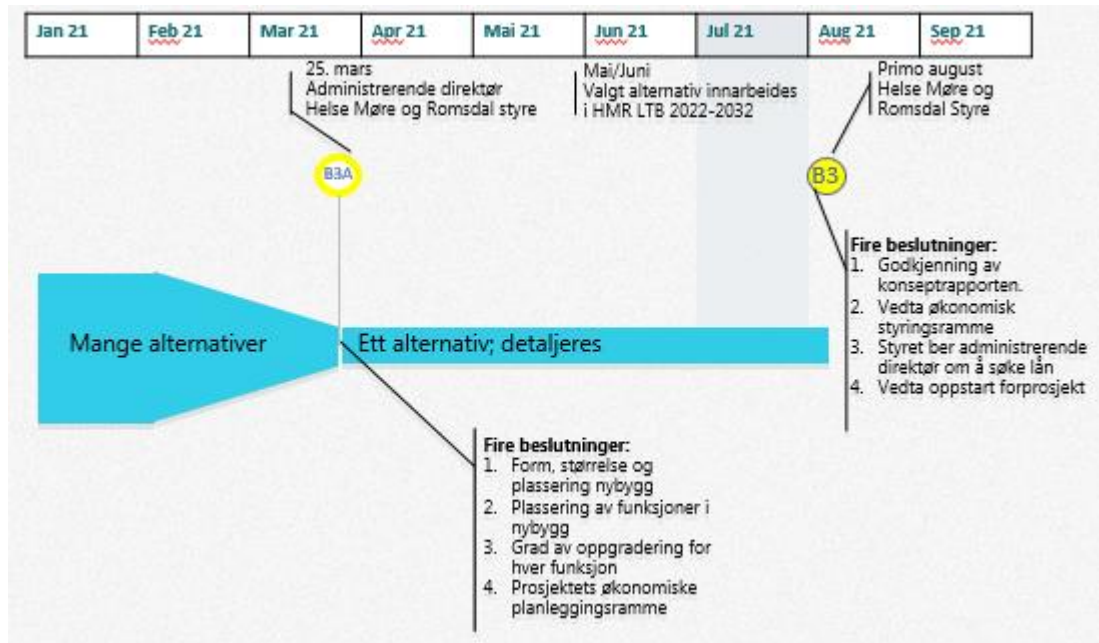 Jan 21
Feb 21
Mar 21
Apr 21
Mai 21
Jun 21
Jul 21
Aug 21
Sep 21
25. mars
Administrerende direktør
Helse Møre og Romsdal styre
Mai/Juni
Valgt alternativ innarbeides
i HMR LTB 2022-2032
Primo august
Helse Møre og
Romsdal Styre
B3A
B3
Mange alternativer
Ett alternativ; detaljeres
Fire beslutninger:
1. Godkjenning av
konseptrapporten.
2. Vedta økonomisk
styringsramme
3. Styret ber administrerende
direktør om å søke lån
4. Vedta oppstart forprosjekt
Fire beslutninger:
1. Form, størrelse og
plassering nybygg
2. Plassering av funksjoner i
nybygg
3. Grad av oppgradering for
hver funksjon
4. Prosjektets økonomiske
planleggingsramme